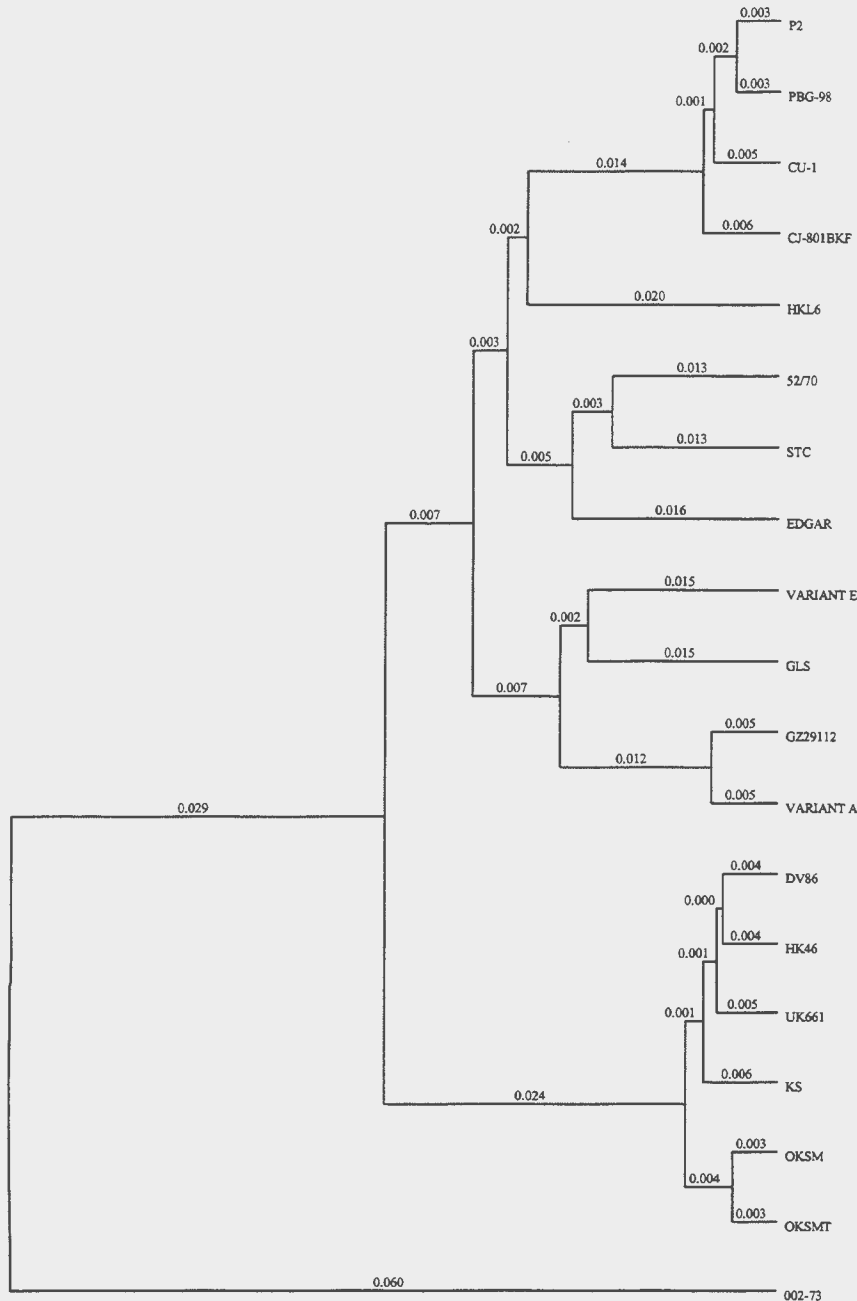 0.003
P2
0.002
0.003
PBG-98
0.001
0.005
CU-1
0.014
0.006
CJ-801BKF
0.002
0.020
HKL6
0.003
0.013
52/70
0.003
0.013
STC
0.005
0.016
EDGAR
0.007
0.015
VARIANT E
0.002
0.015
GLS
0.007
0.005
GZ29112
0.012
0.005
VARIANT A
0.029
0.004
DV86
0.000
0.004
HK46
0.001
0.005
UK661
0.001
0.006
KS
0.024
0.003
OKSM
0.004
0.003
OKSMT
0.060
002-73